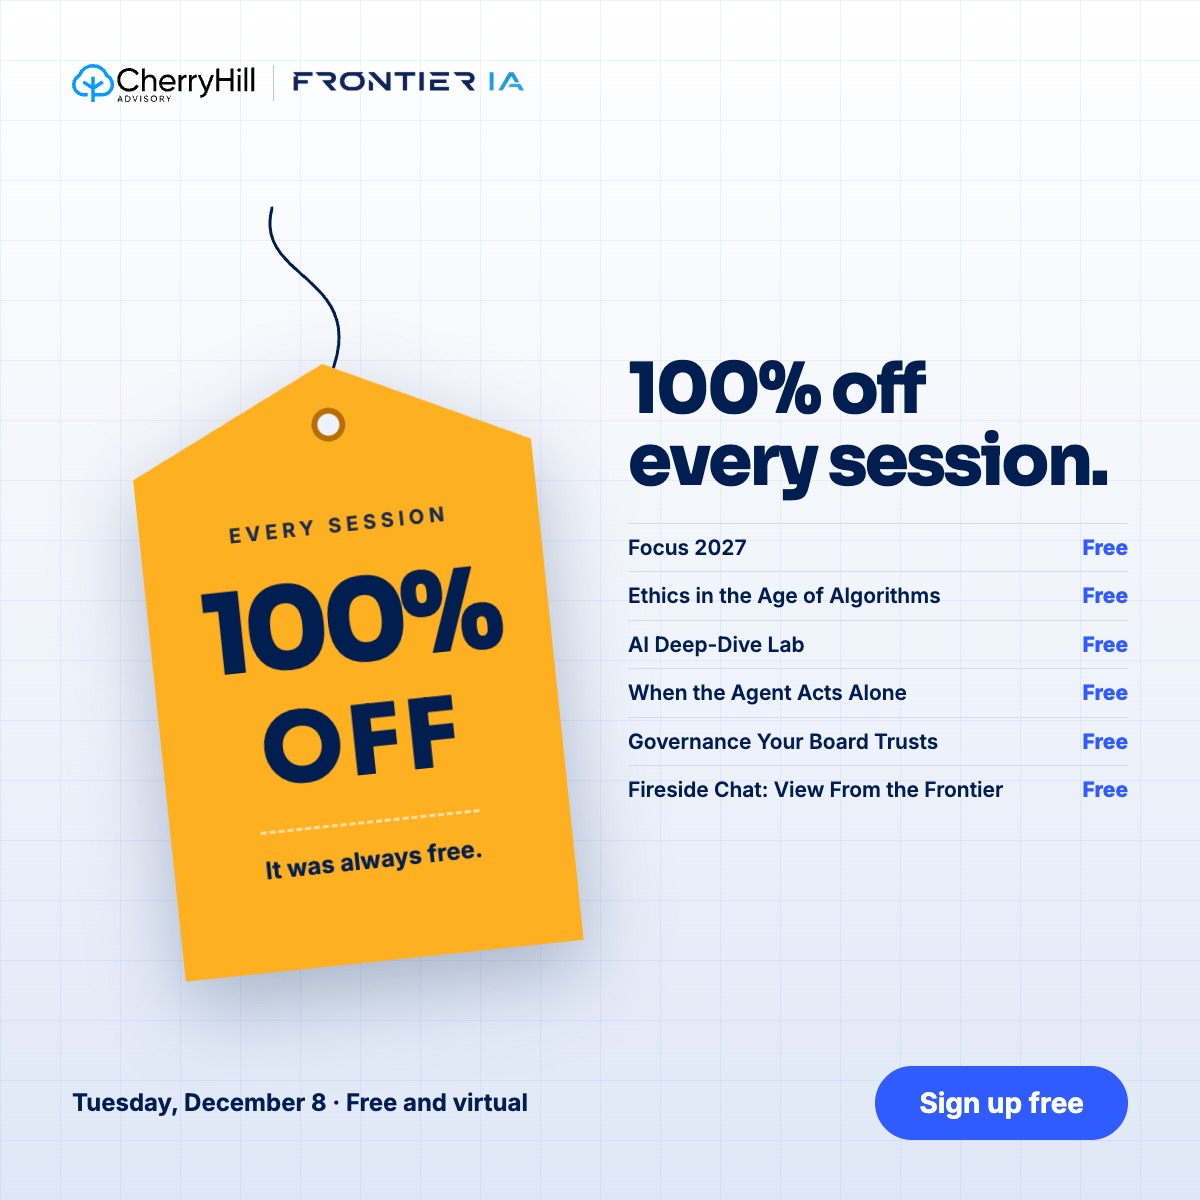 CherryHill
ADVISORY
FRONTIER IA
EVERY SESSION
100%
OFF
It was always free.
100% off
every session.
Focus 2027 Free
Ethics in the Age of Algorithms Free
AI Deep-Dive Lab Free
When the Agent Acts Alone Free
Governance Your Board Trusts Free
Fireside Chat: View From the Frontier Free
Tuesday, December 8 · Free and virtual
Sign up free